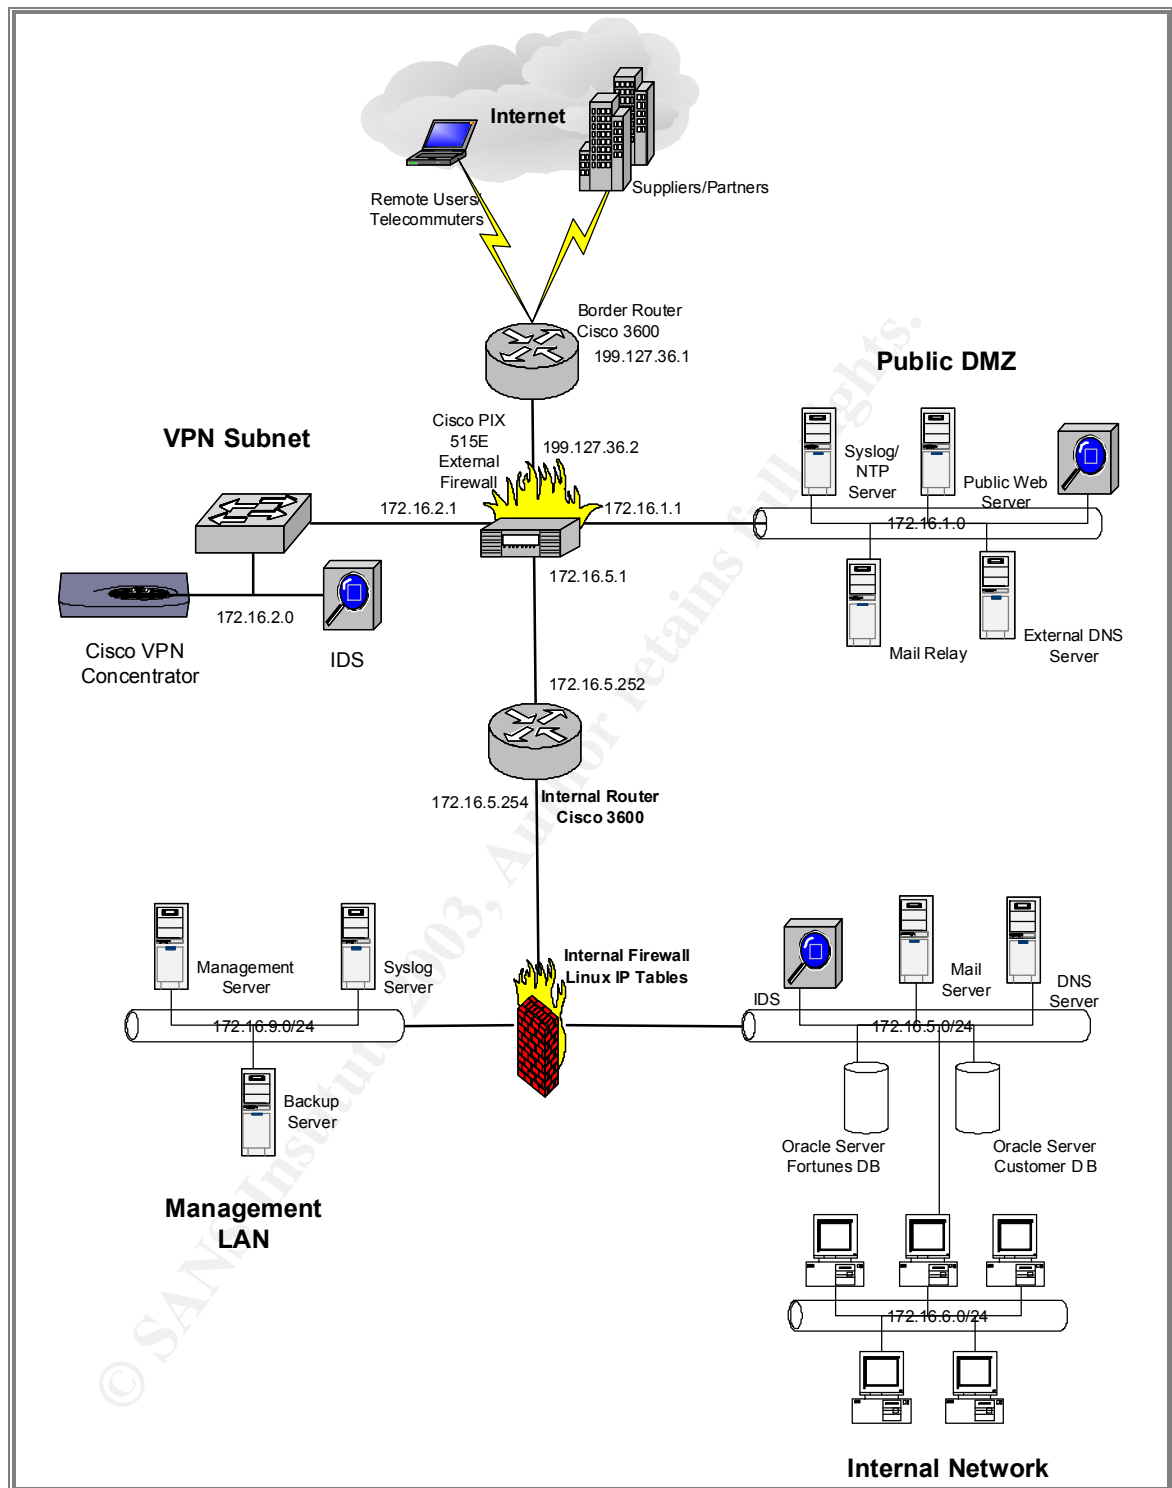 Internet
Remote Users/
Telecommuters
Suppliers/Partners
Border Router
Cisco 3600
199.127.36.1
Public DMZ
VPN Subnet
Cisco PIX
515E
External
Firewall
199.127.36.2
172.16.2.1
172.16.1.1
172.16.5.1
Syslog/
NTP
Server
Public Web
Server
172.16.1.0
Mail Relay
External DNS
Server
172.16.2.0
Cisco VPN
Concentrator
IDS
172.16.5.252
172.16.5.254
Internal Router
Cisco 3600
Management
Server
Syslog
Server
172.16.9.0/24
Backup
Server
Management
LAN
Internal Firewall
Linux IP Tables
IDS
Mail
Server
DNS
Server
172.16.5.0/24
Oracle Server
Fortunes DB
Oracle Server
Customer DB
172.16.6.0/24
Internal Network
© SANS Institute 2003, Author retains full rights.